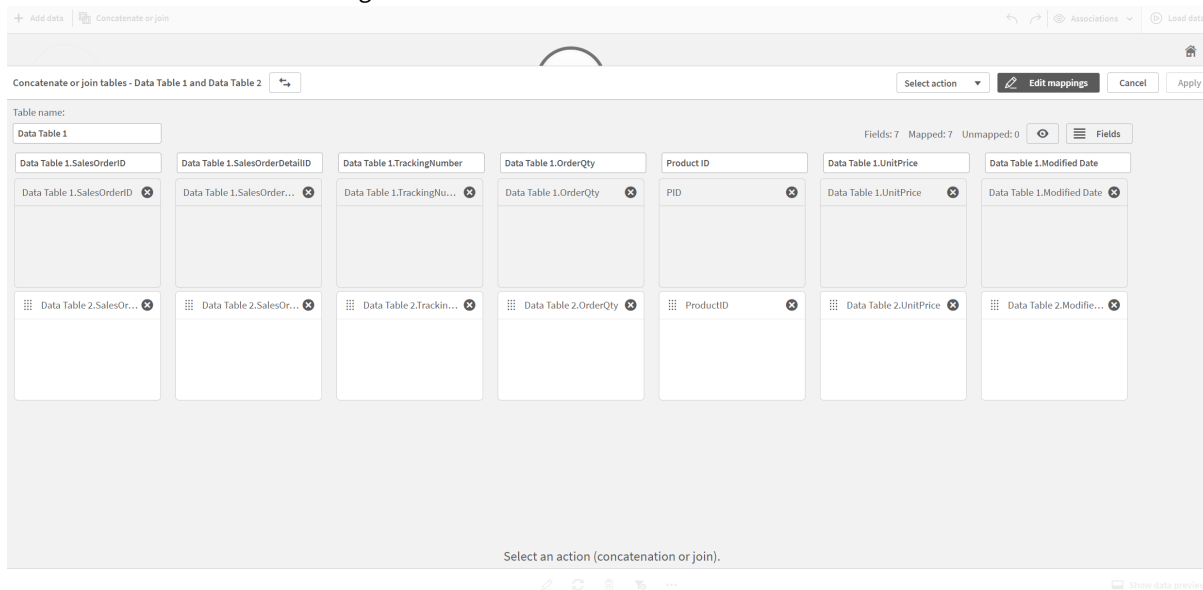 Add data Concatenate or join Associations Load data
Concatenate or join tables - Data Table 1 and Data Table 2 Select action Edit mappings Cancel Apply
Table name:
Data Table 1 Fields: 7 Mapped: 7 Unmapped: 0 Fields
Data Table 1.SalesOrderID Data Table 1.SalesOrderDetailID Data Table 1.TrackingNumber Data Table 1.OrderQty Product ID Data Table 1.UnitPrice Data Table 1.Modified Date
Data Table 1.SalesOrderID Data Table 1.SalesOrder... Data Table 1.TrackingNu... Data Table 1.OrderQty PID Data Table 1.UnitPrice Data Table 1.Modified Date
Data Table 2.SalesOr... Data Table 2.SalesOr... Data Table 2.Trackin... Data Table 2.OrderQty ProductID Data Table 2.UnitPrice Data Table 2.Modifie...
Select an action (concatenation or join).
Show data preview